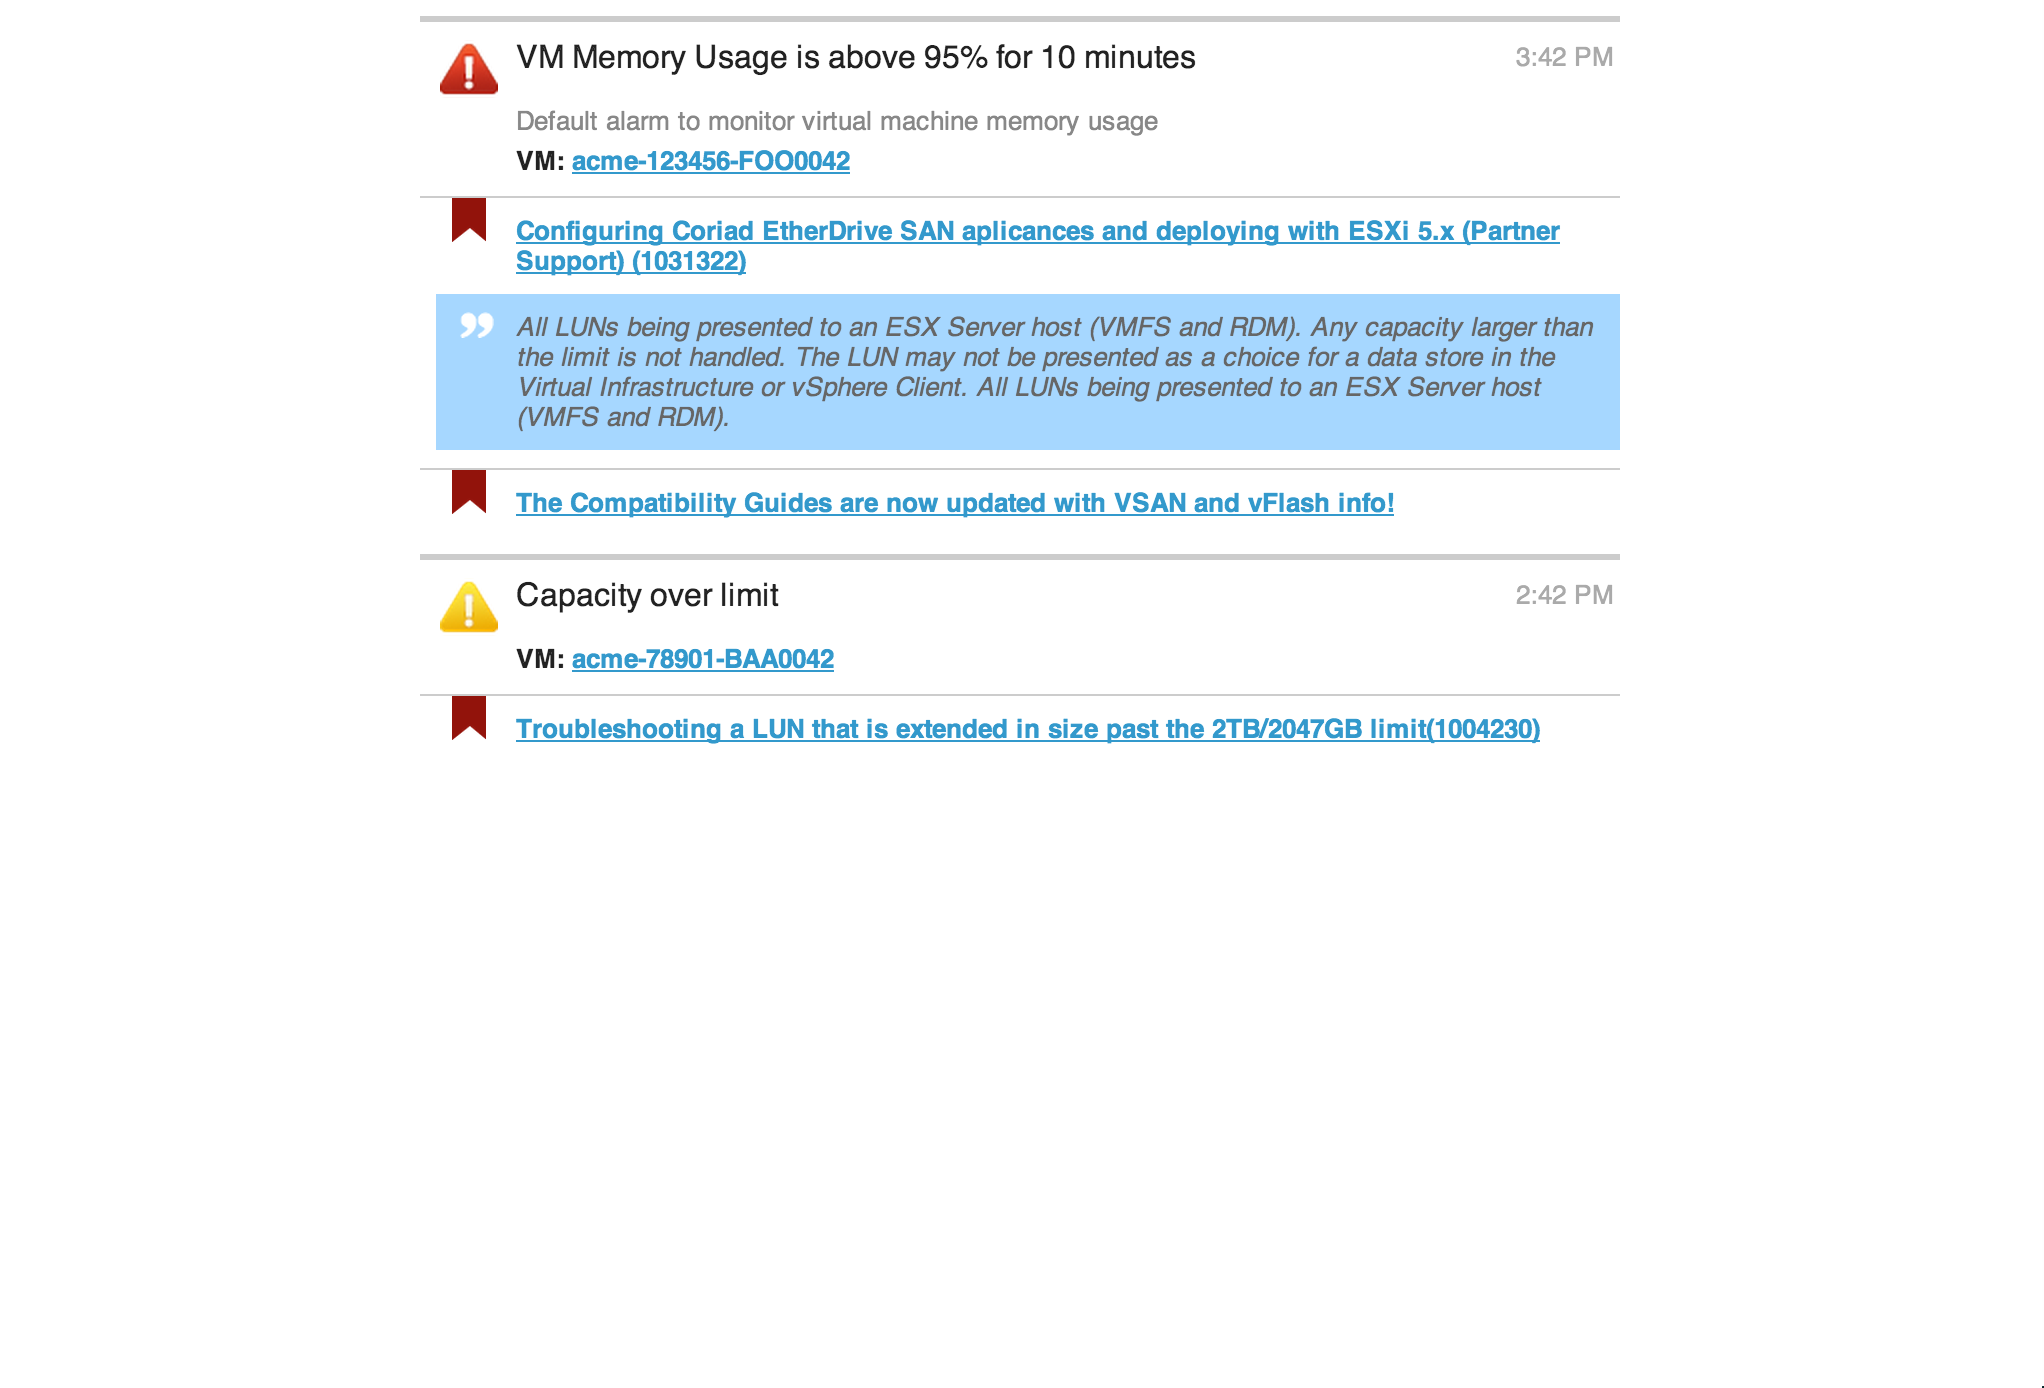 VM Memory Usage is above 95% for 10 minutes 3:42 PM
Default alarm to monitor virtual machine memory usage
VM: acme-123456-FOO0042
Configuring Coriad EtherDrive SAN aplicances and deploying with ESXi 5.x (Partner
Support) (1031322)
All LUNs being presented to an ESX Server host (VMFS and RDM). Any capacity larger than
the limit is not handled. The LUN may not be presented as a choice for a data store in the
Virtual Infrastructure or vSphere Client. All LUNs being presented to an ESX Server host
(VMFS and RDM).
The Compatibility Guides are now updated with VSAN and vFlash info!
Capacity over limit 2:42 PM
VM: acme-78901-BAA0042
Troubleshooting a LUN that is extended in size past the 2TB/2047GB limit(1004230)